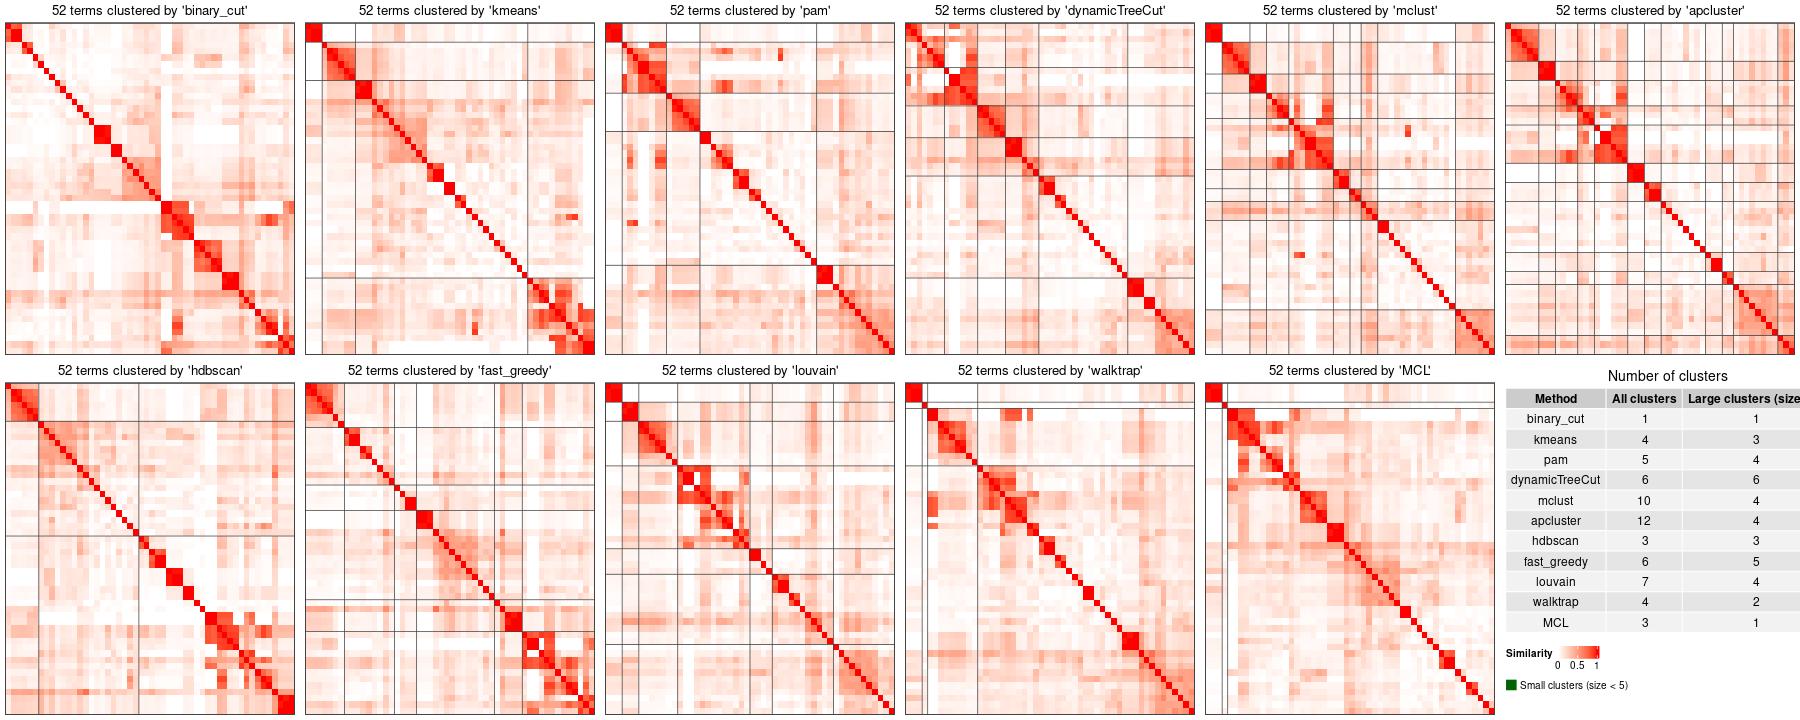 52 terms clustered by 'binary_cut'
52 terms clustered by 'kmeans'
52 terms clustered by 'pam'
52 terms clustered by 'dynamicTreeCut'
52 terms clustered by 'mclust'
52 terms clustered by 'apcluster'
52 terms clustered by 'hdbscan'
52 terms clustered by 'fast_greedy'
52 terms clustered by 'louvain'
52 terms clustered by 'walktrap'
52 terms clustered by 'MCL'
Number of clusters
Method All clusters Large clusters (size
binary_cut 1 1
kmeans 4 3
pam 5 4
dynamicTreeCut 6 6
mclust 10 4
apcluster 12 4
hdbscan 3 3
fast_greedy 6 5
louvain 7 4
walktrap 4 2
MCL 3 1
Similarity
0 0.5 1
Small clusters (size < 5)